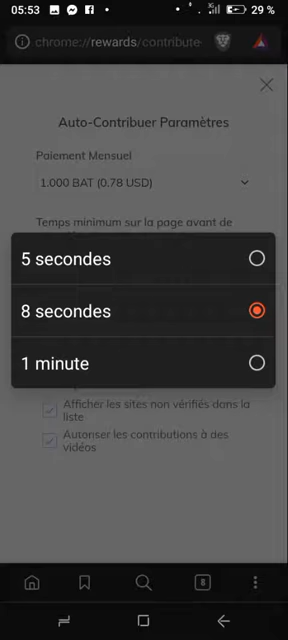 05:53
29 %
chrome://rewards/contribute
Auto-Contribuer Paramètres
Paiement Mensuel
1.000 BAT (0.78 USD)
Temps minimum sur la page avant de
5 secondes
8 secondes
1 minute
Afficher les sites non vérifiés dans la
liste
Autoriser les contributions à des
vidéos
8